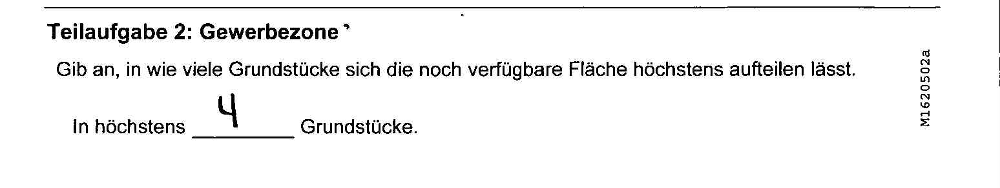 Teilaufgabe 2: Gewerbezone
Gib an, in wie viele Grundstücke sich die noch verfügbare Fläche höchstens aufteilen lässt.
In höchstens 4 Grundstücke.
M1620502a